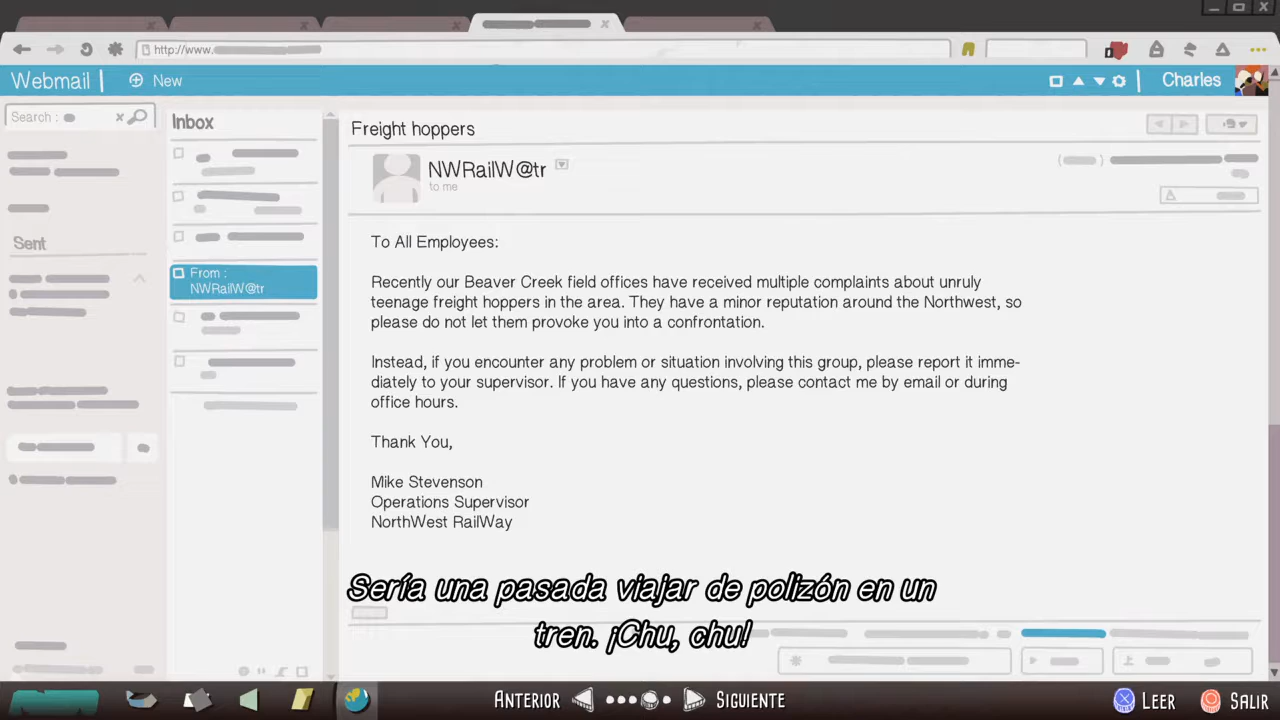 http://www.
Webmail
New
Charles
Search :
Inbox
Sent
From :
NWRailW@tr
Freight hoppers
NWRailW@tr
to me
To All Employees:
Recently our Beaver Creek field offices have received multiple complaints about unruly
teenage freight hoppers in the area. They have a minor reputation around the Northwest, so
please do not let them provoke you into a confrontation.
Instead, if you encounter any problem or situation involving this group, please report it imme-
diately to your supervisor. If you have any questions, please contact me by email or during
office hours.
Thank You,
Mike Stevenson
Operations Supervisor
NorthWest RailWay
Sería una pasada viajar de polizón en un
tren. ¡Chu, chu!
ANTERIOR
SIGUIENTE
LEER
SALIR